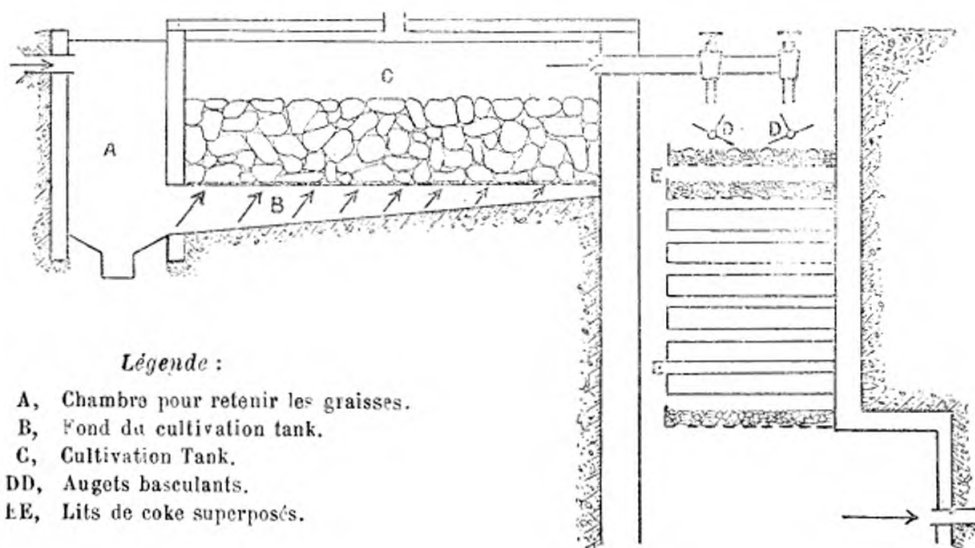 C
A
D
D
E
B
E
Légende :
A, Chambre pour retenir les graisses.
B, Fond du cultivation tank.
C, Cultivation Tank.
DD, Augets basculants.
EE, Lits de coke superposés.